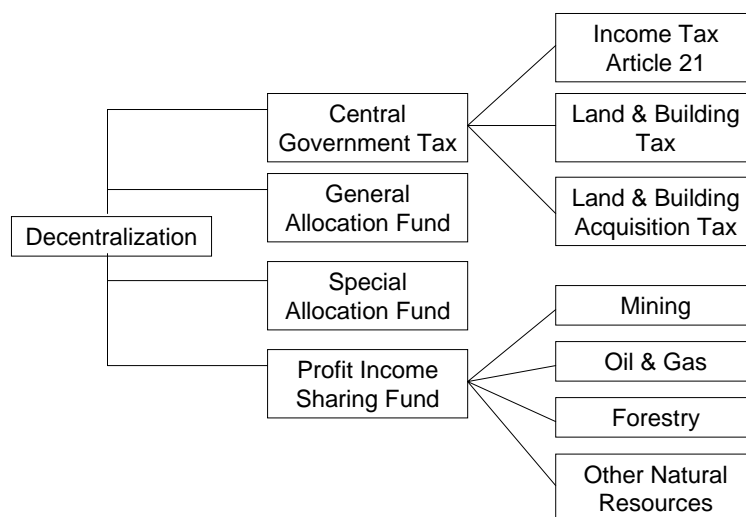 Income Tax
Article 21
Central
Government Tax
Land & Building
Tax
General
Allocation Fund
Land & Building
Acquisition Tax
Decentralization
Special
Allocation Fund
Mining
Profit Income
Sharing Fund
Oil & Gas
Forestry
Other Natural
Resources